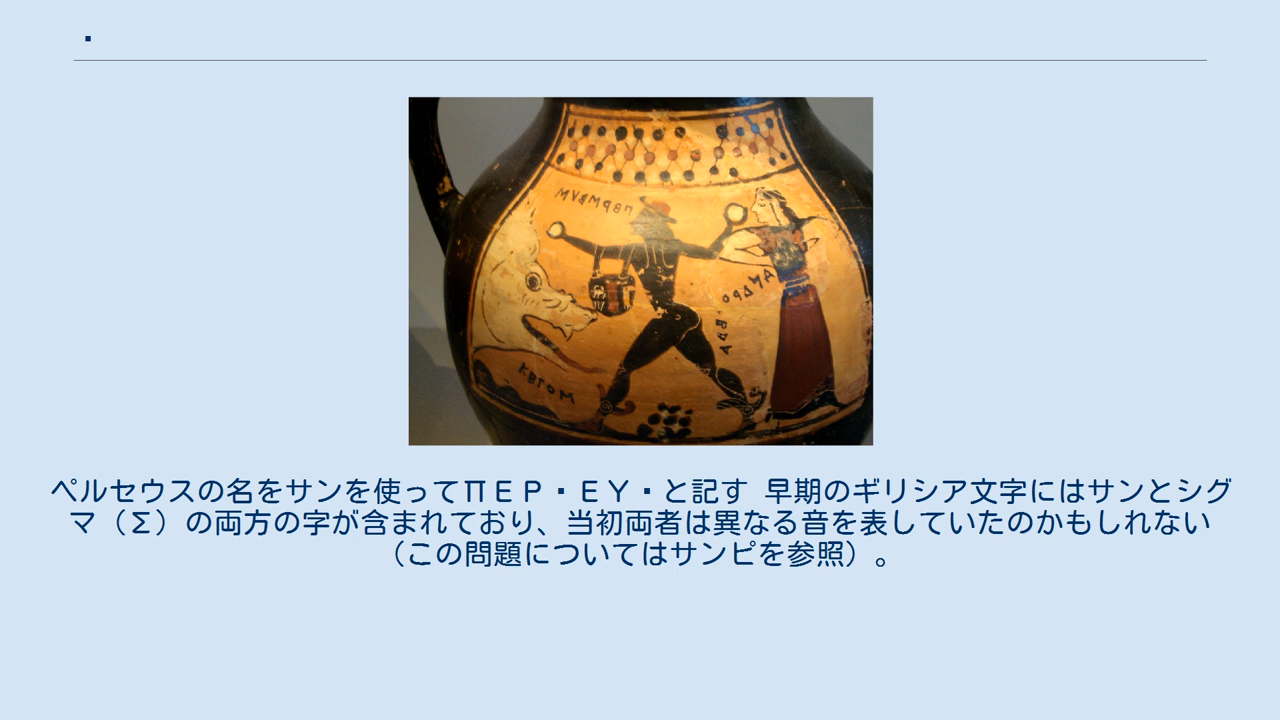 ▪
ペルセウスの名をサンを使ってΠΕΡ▪ΕΥ▪と記す 早期のギリシア文字にはサンとシグ
マ（Σ）の両方の字が含まれており、当初両者は異なる音を表していたのかもしれない
（この問題についてはサンピを参照）。